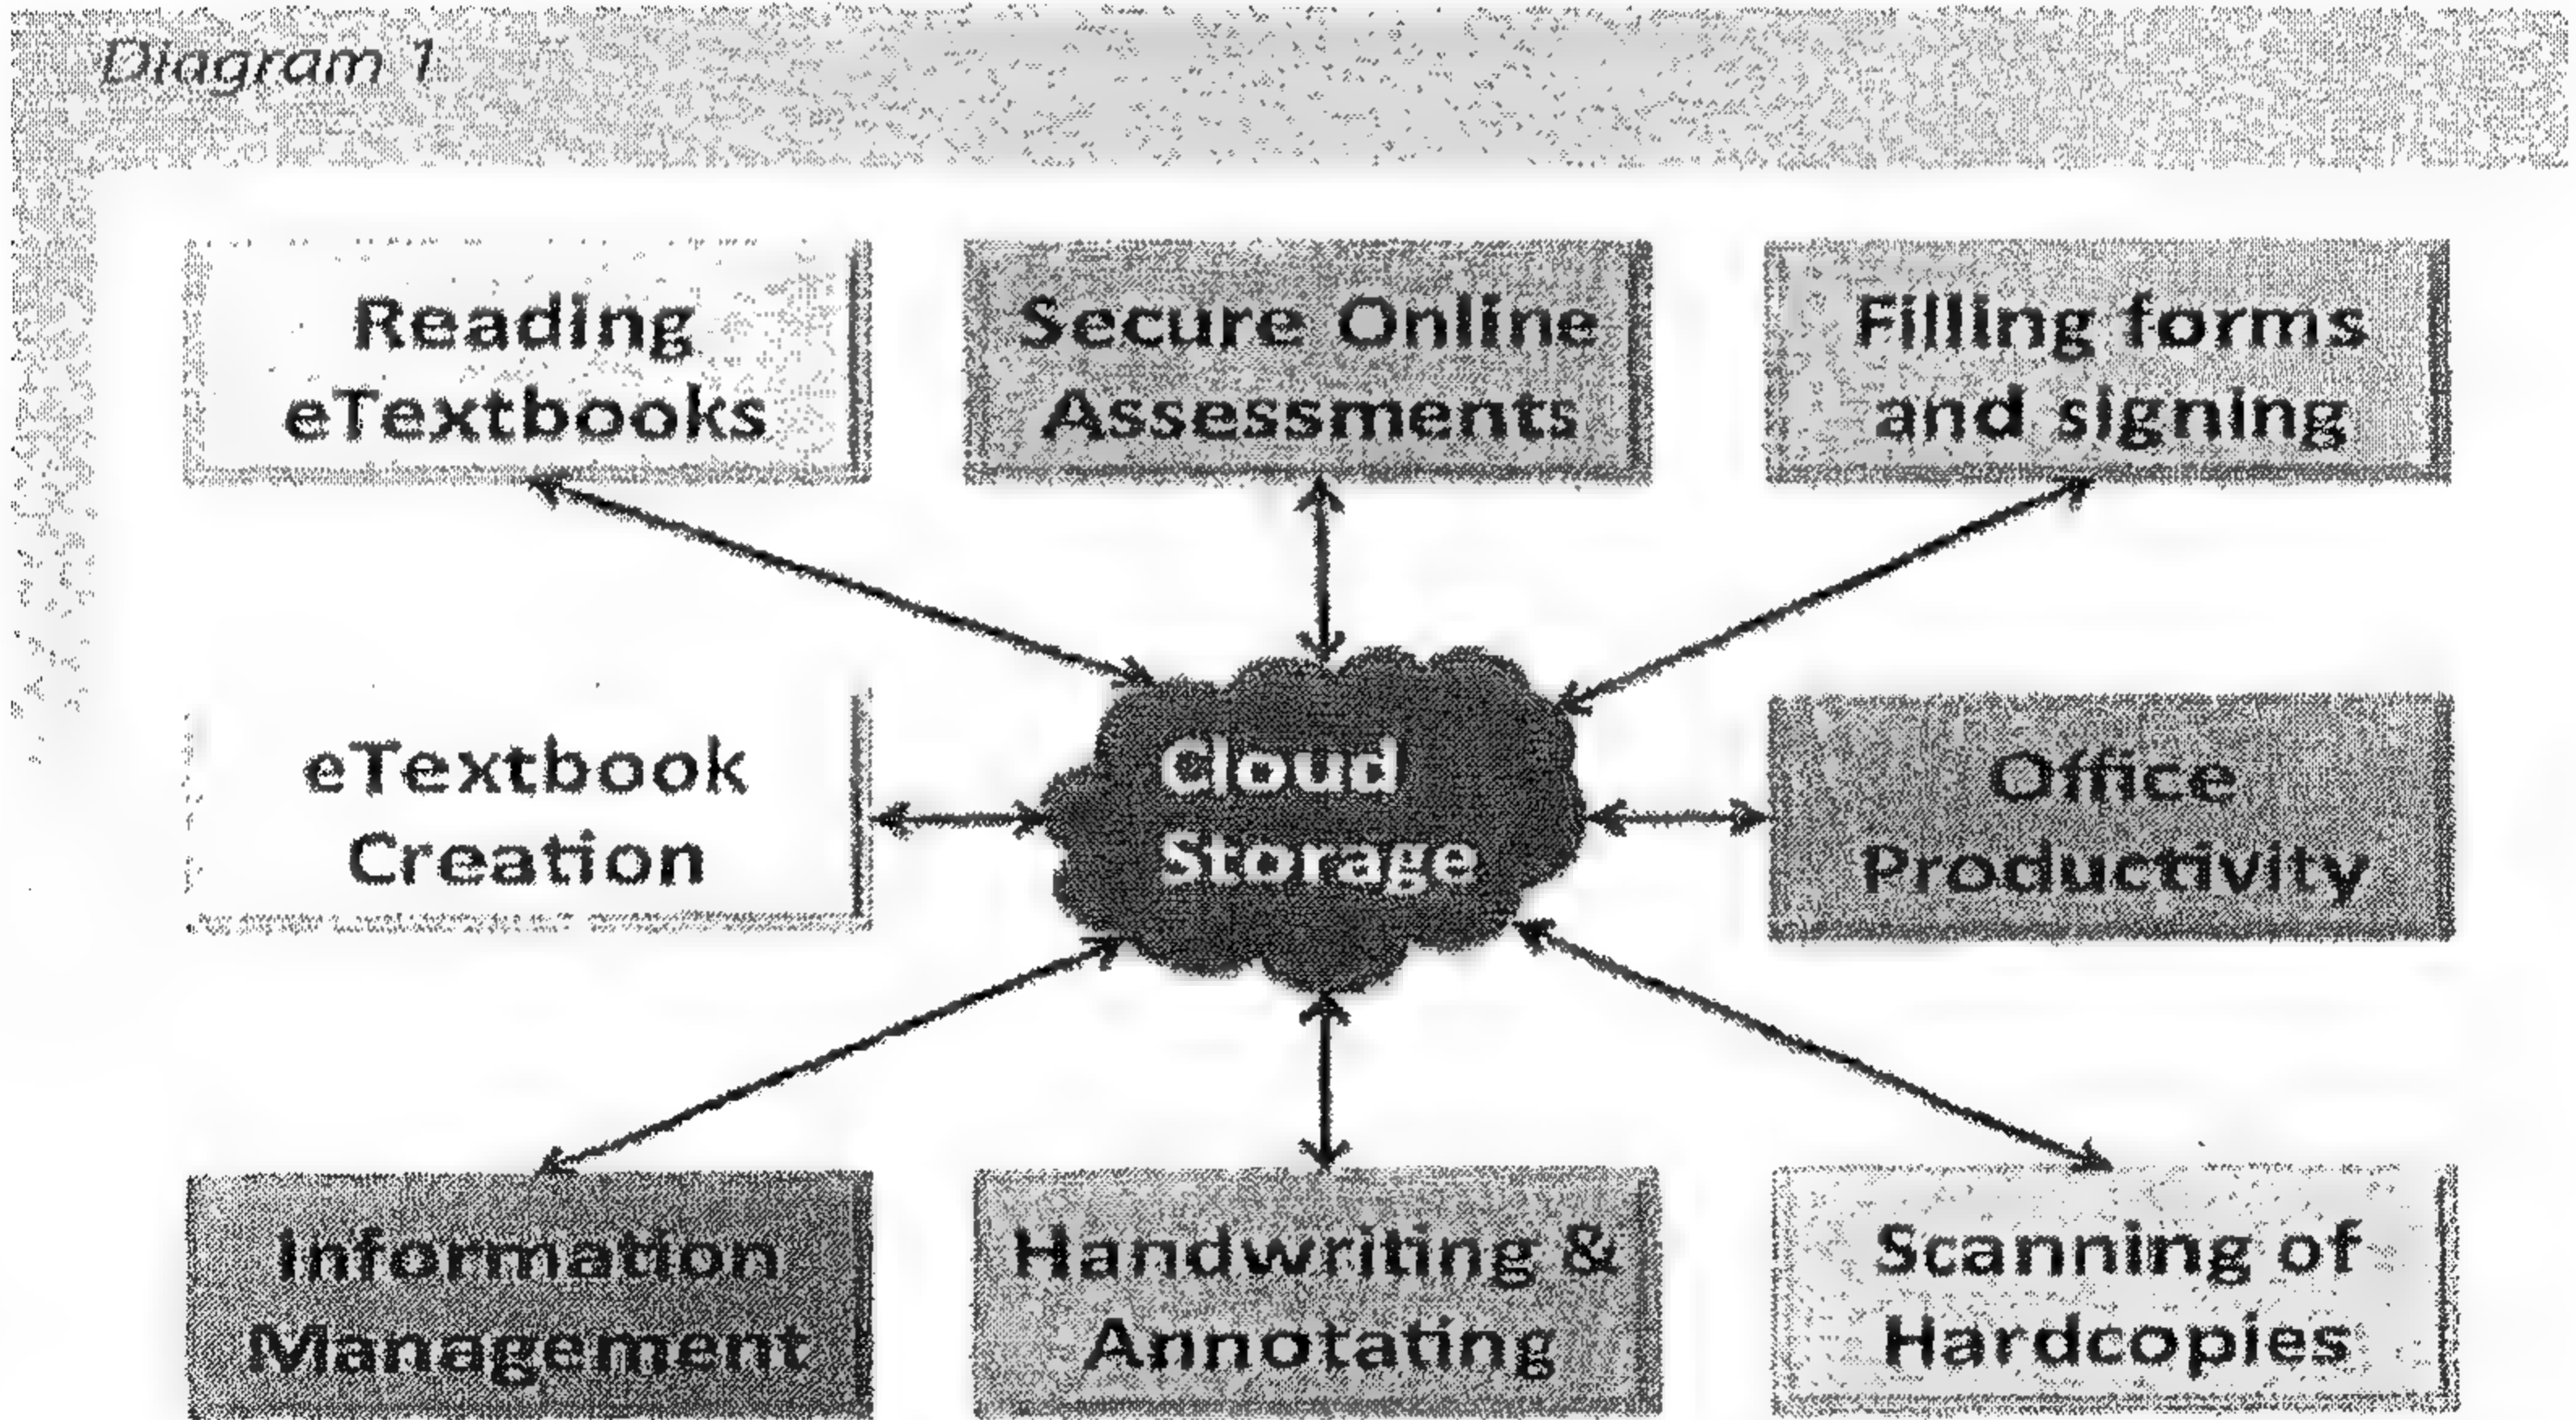 Diagram 1
Reading
eTextbooks
Secure Online
Assessments
Filling forms
and signing
eTextbook
Creation
Cloud
Storage
Office
Productivity
Information
Management
Handwriting &
Annotating
Scanning of
Hardcopies